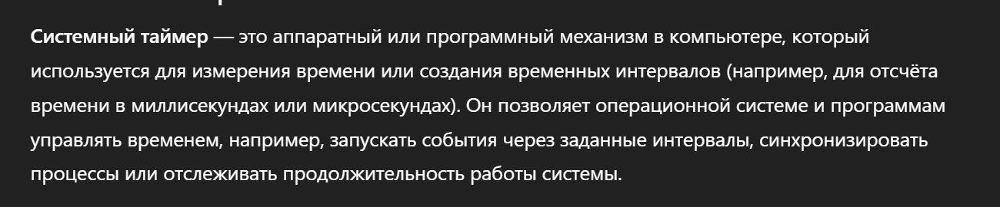 Системный таймер — это аппаратный или программный механизм в компьютере, который
используется для измерения времени или создания временных интервалов (например, для отсчёта
времени в миллисекундах или микросекундах). Он позволяет операционной системе и программам
управлять временем, например, запускать события через заданные интервалы, синхронизировать
процессы или отслеживать продолжительность работы системы.